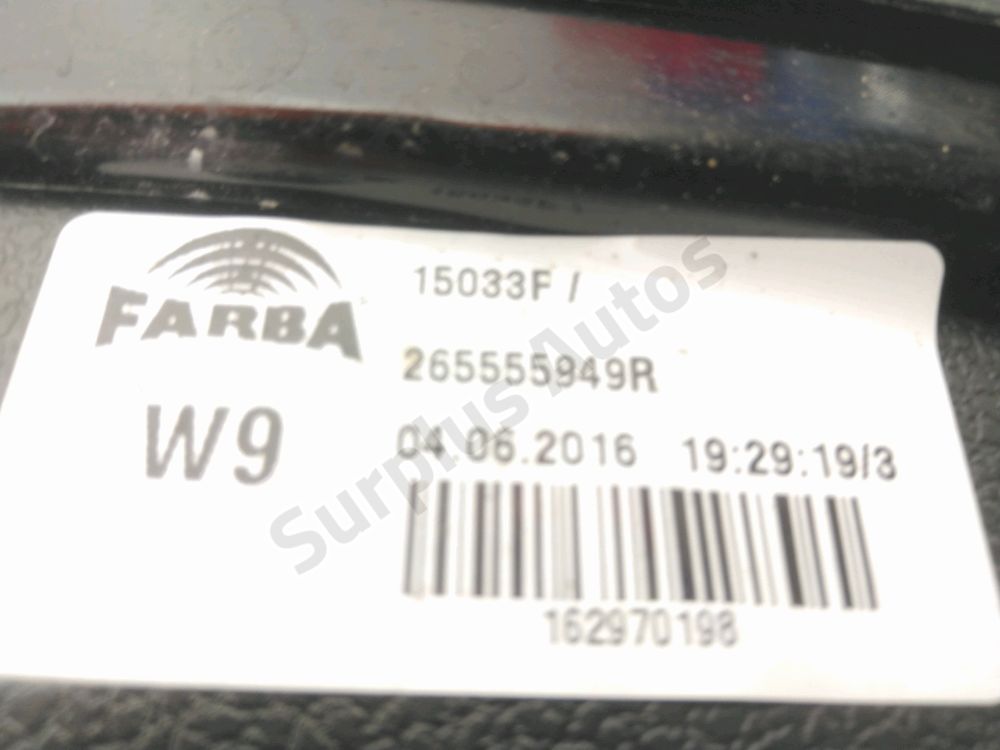 FARBA
W9
15033F /
265555949R
04.06.2016 19:29:19/3
162970198
Surplus Autos